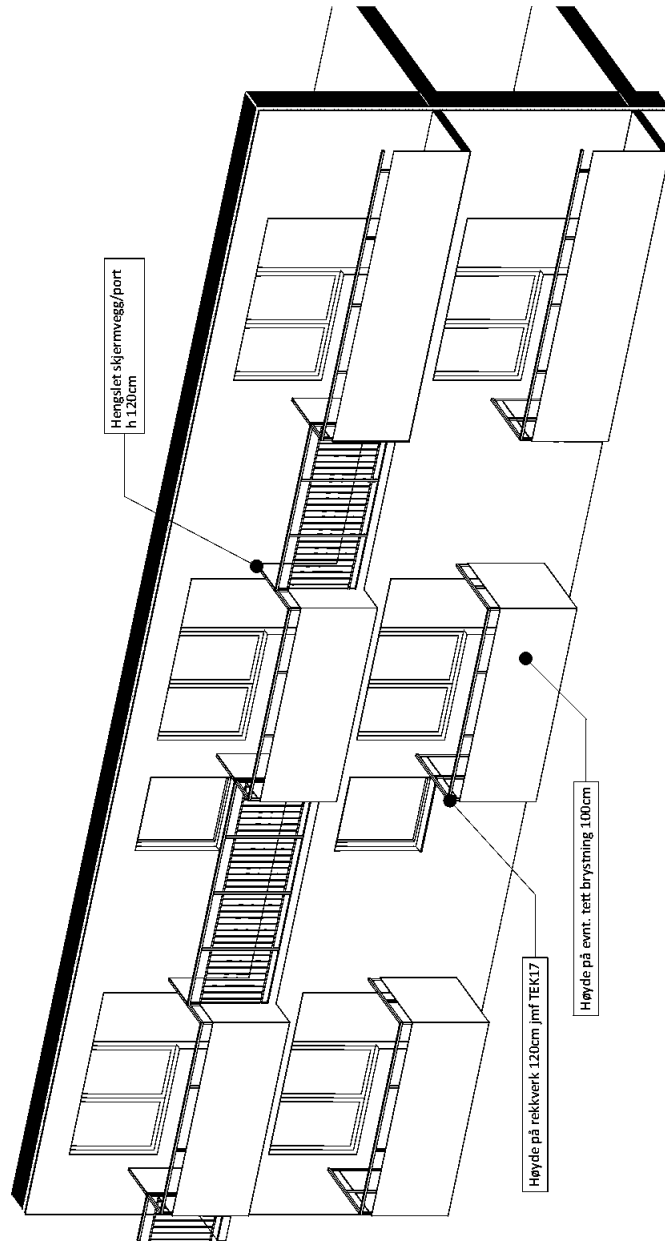 Hengslet skjermvegg/port
h 120cm
Høyde på rekkverk 120cm jmf TEK17
Høyde på evnt. tett brystning 100cm